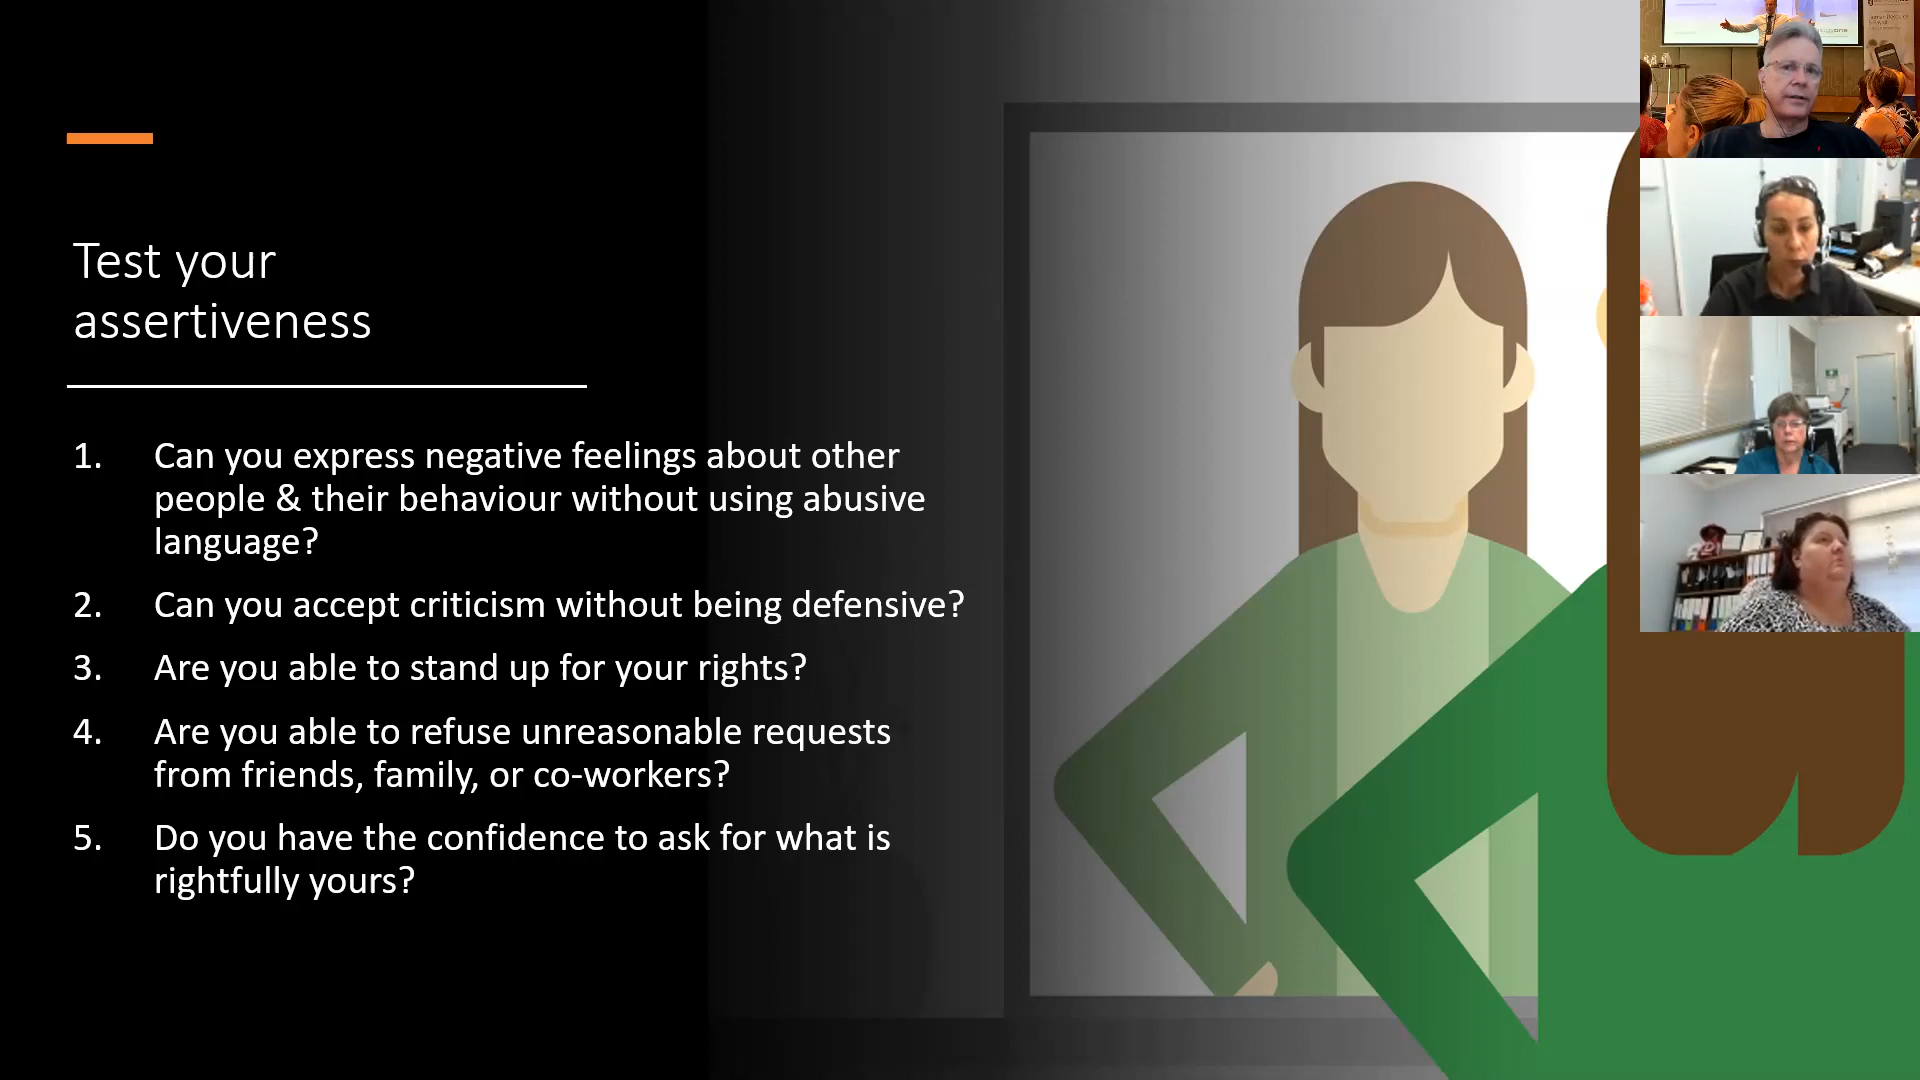 Test your
assertiveness
1. Can you express negative feelings about other
people & their behaviour without using abusive
language?
2. Can you accept criticism without being defensive?
3. Are you able to stand up for your rights?
4. Are you able to refuse unreasonable requests
from friends, family, or co-workers?
5. Do you have the confidence to ask for what is
rightfully yours?